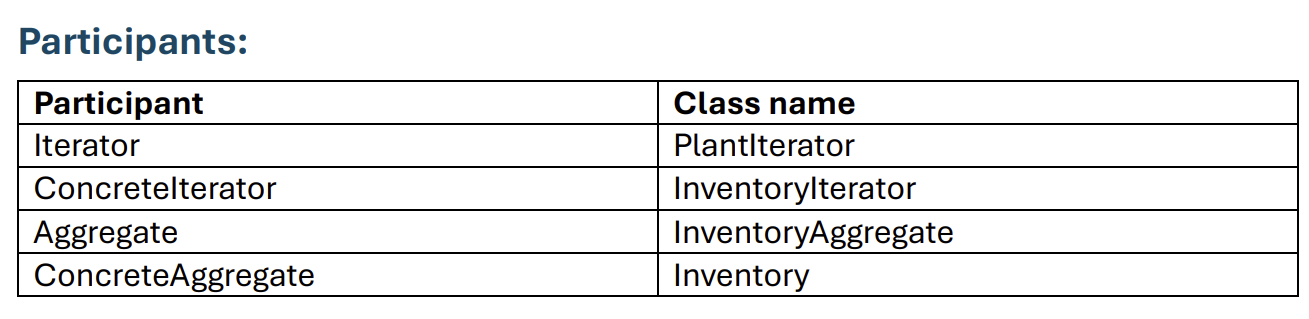 Participants:
Participant Class name
Iterator PlantIterator
ConcreteIterator InventoryIterator
Aggregate InventoryAggregate
ConcreteAggregate Inventory